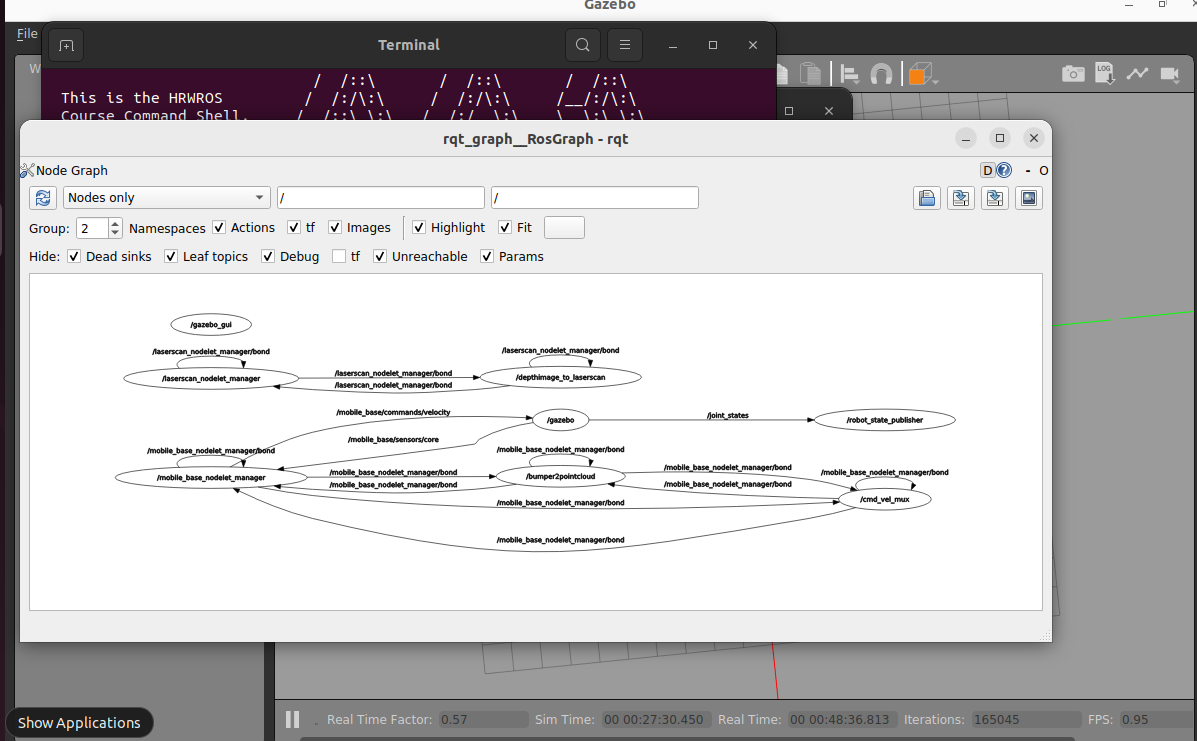 Gazebo
File
Terminal
W
This is the HRWROS
Course Command Shell.
LOG
rqt_graph__RosGraph - rqt
Node Graph
D
- O
Nodes only
/
/
Group: 2 Namespaces Actions tf Images Highlight Fit
Hide: Dead sinks Leaf topics Debug tf Unreachable Params
/gazebo_gui
/laserscan_nodelet_manager/bond
/laserscan_nodelet_manager/bond
/laserscan_nodelet_manager
/laserscan_nodelet_manager/bond
/laserscan_nodelet_manager/bond
/depthimage_to_laserscan
/mobile_base/commands/velocity
/gazebo
/joint_states
/robot_state_publisher
/mobile_base/sensors/core
/mobile_base_nodelet_manager/bond
/mobile_base_nodelet_manager/bond
/mobile_base_nodelet_manager
/mobile_base_nodelet_manager/bond
/mobile_base_nodelet_manager/bond
/bumper2pointcloud
/mobile_base_nodelet_manager/bond
/mobile_base_nodelet_manager/bond
/mobile_base_nodelet_manager/bond
/cmd_vel_mux
/mobile_base_nodelet_manager/bond
/mobile_base_nodelet_manager/bond
Show Applications
Real Time Factor: 0.57 Sim Time: 00 00:27:30.450 Real Time: 00 00:48:36.813 Iterations: 165045 FPS: 0.95